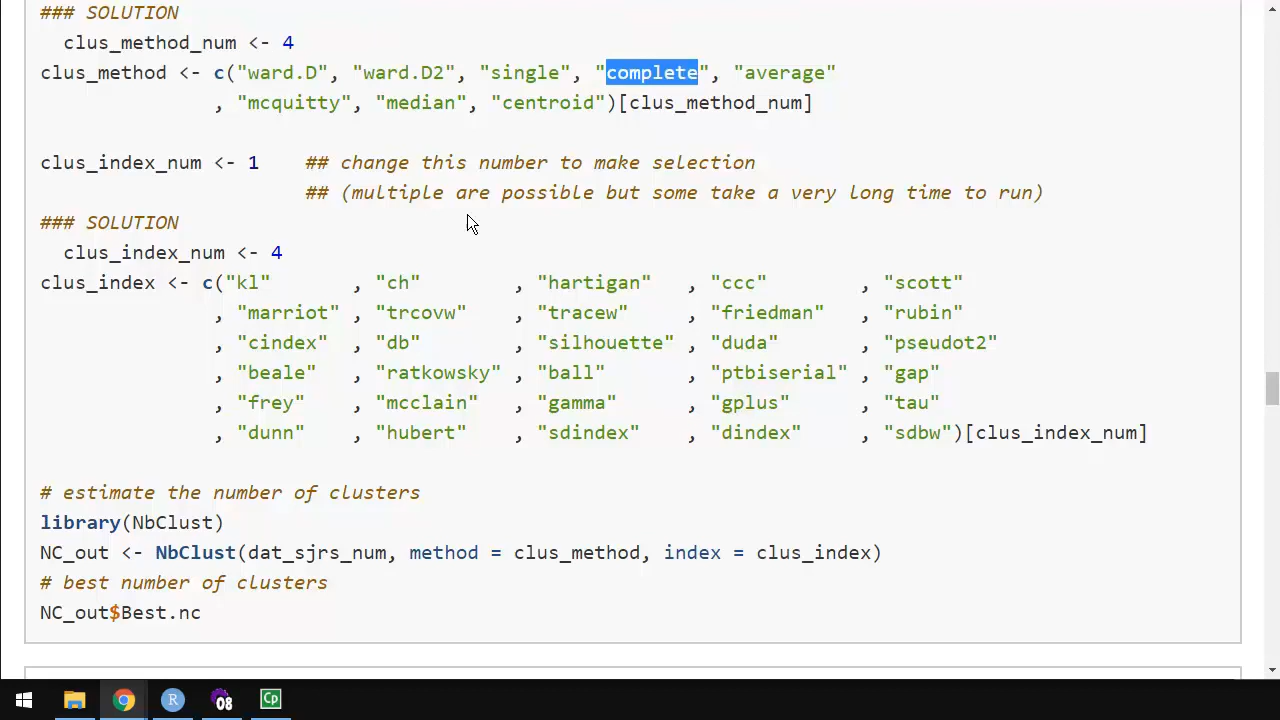 ### SOLUTION
  clus_method_num <- 4
clus_method <- c("ward.D", "ward.D2", "single", "complete", "average"
               , "mcquitty", "median", "centroid")[clus_method_num]
clus_index_num <- 1    ## change this number to make selection
                       ## (multiple are possible but some take a very long time to run)
### SOLUTION
  clus_index_num <- 4
clus_index <- c("kl"       , "ch"        , "hartigan"   , "ccc"        , "scott"
               , "marriot" , "trcovw"    , "tracew"     , "friedman"   , "rubin"
               , "cindex"  , "db"        , "silhouette" , "duda"       , "pseudot2"
               , "beale"   , "ratkowsky" , "ball"       , "ptbiserial" , "gap"
               , "frey"    , "mcclain"   , "gamma"      , "gplus"      , "tau"
               , "dunn"    , "hubert"    , "sdindex"    , "dindex"     , "sdbw")[clus_index_num]
# estimate the number of clusters
library(NbClust)
NC_out <- NbClust(dat_sjrs_num, method = clus_method, index = clus_index)
# best number of clusters
NC_out$Best.nc
R
08
Cp